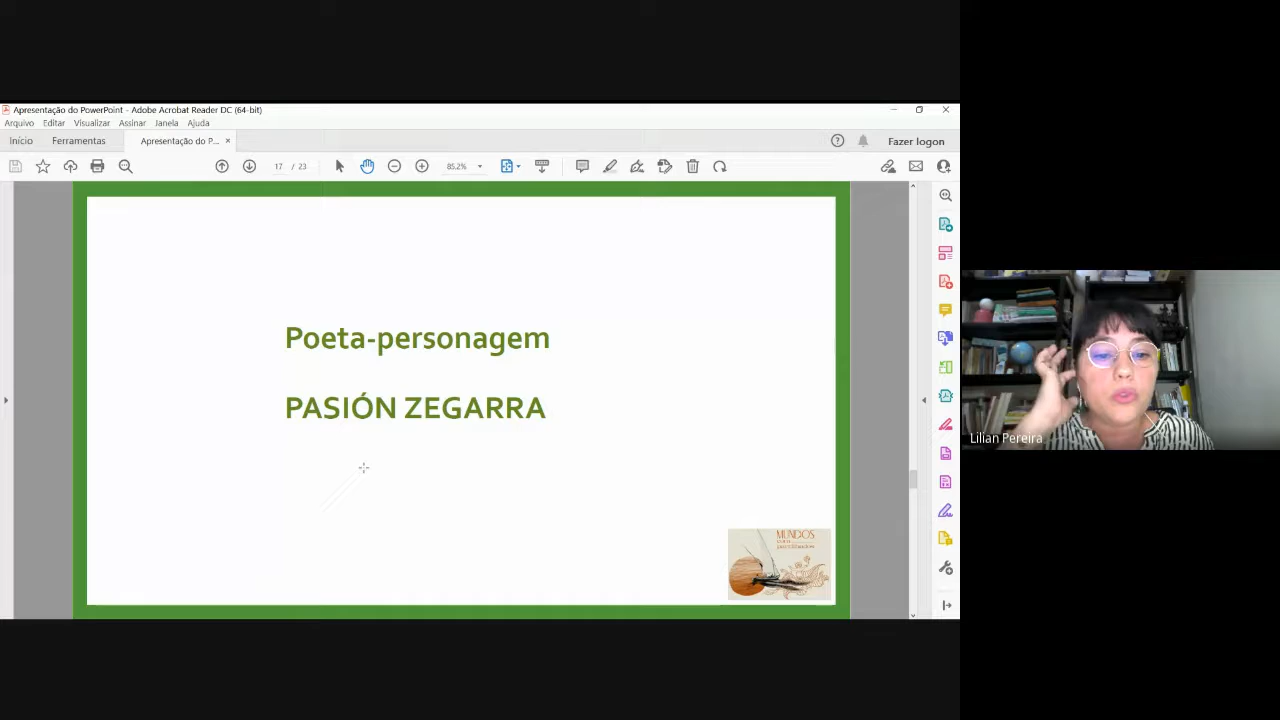 Apresentação do PowerPoint - Adobe Acrobat Reader DC (64-bit)
Arquivo Editar Visualizar Assinar Janela Ajuda
Início Ferramentas Apresentação do P... × Fazer logon
17 / 23 85,2%
Poeta-personagem
PASIÓN ZEGARRA
MUNDOS
Lilian Pereira